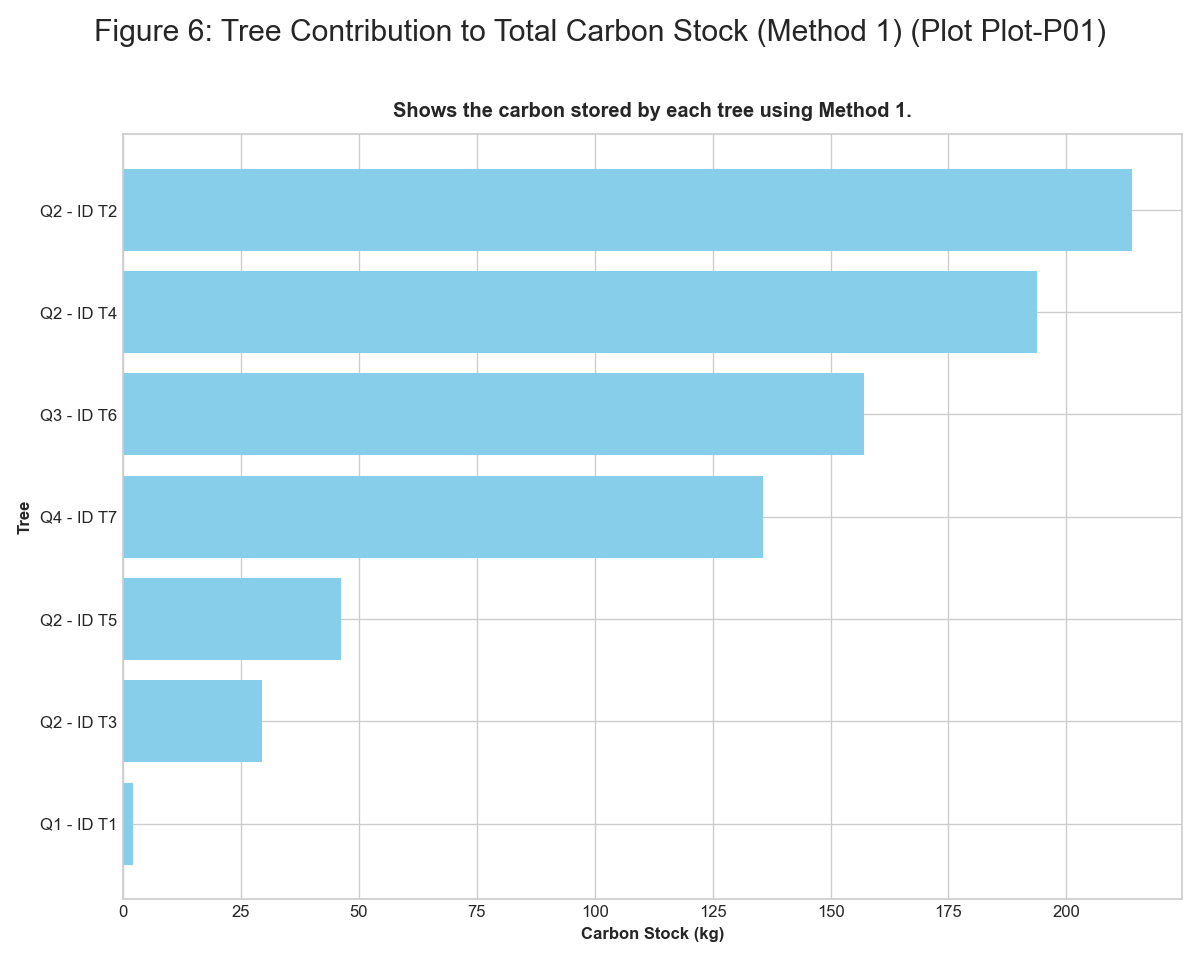 Figure 6: Tree Contribution to Total Carbon Stock (Method 1) (Plot Plot-P01)
Shows the carbon stored by each tree using Method 1.
Tree
Q2 - ID T2
Q2 - ID T4
Q3 - ID T6
Q4 - ID T7
Q2 - ID T5
Q2 - ID T3
Q1 - ID T1
0 25 50 75 100 125 150 175 200
Carbon Stock (kg)